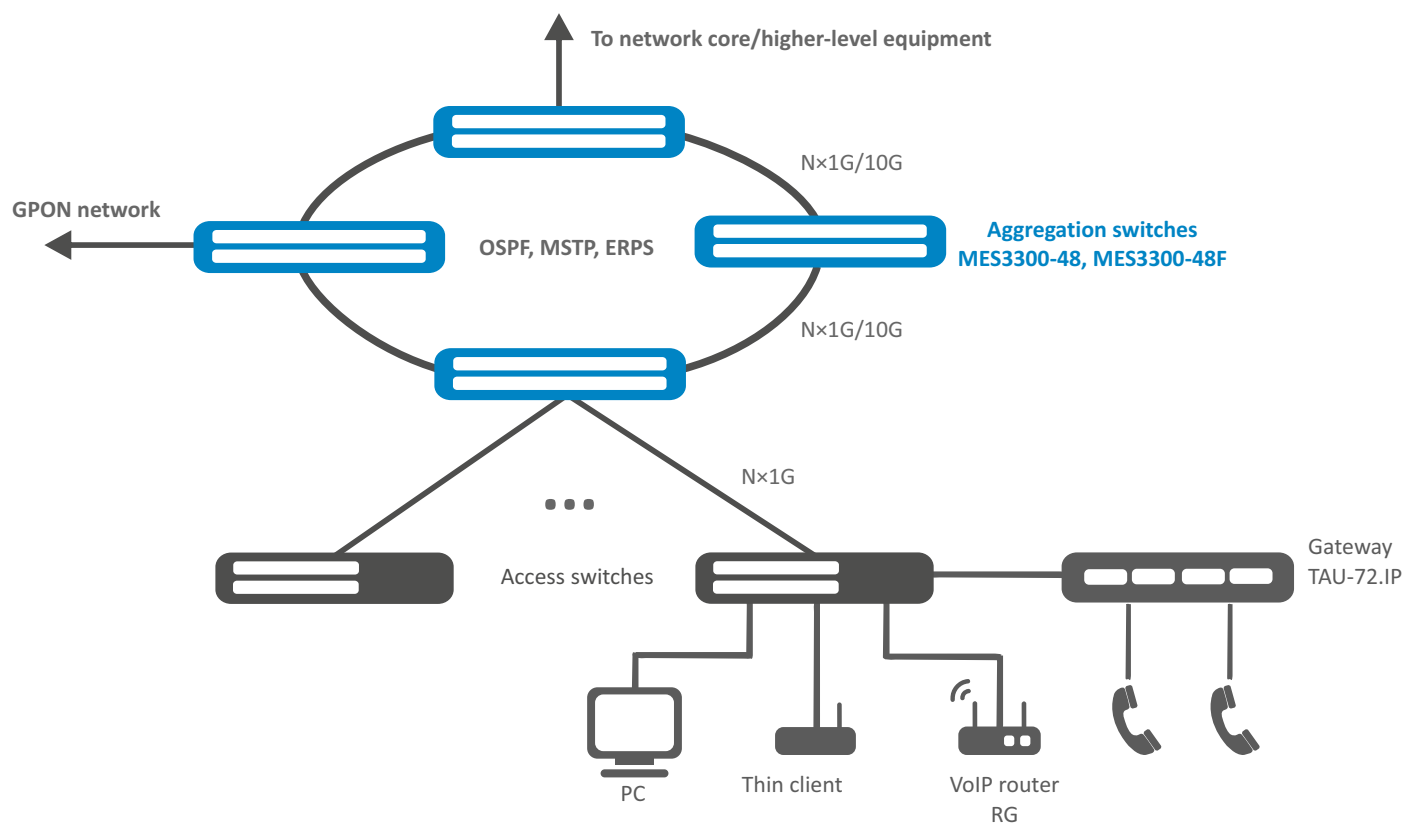 To network core/higher-level equipment
N×1G/10G
GPON network
OSPF, MSTP, ERPS
Aggregation switches
MES3300-48, MES3300-48F
N×1G/10G
N×1G
Access switches
Gateway
TAU-72.IP
PC
Thin client
VoIP router
RG